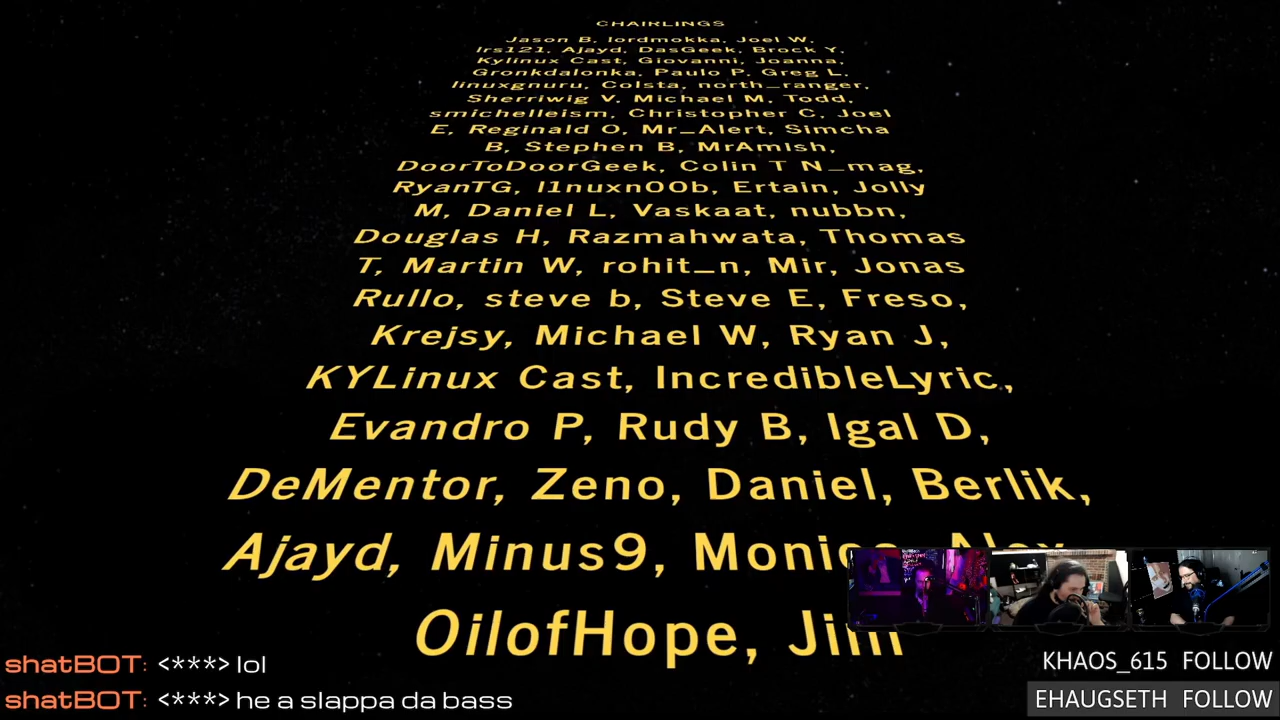 CHAIRLINGS
Jason B, lordmokka, Joel W,
lrs121, Ajayd, DasGeek, Brock Y,
Kylinux Cast, Giovanni, Joanna,
Gronkdalonka, Paulo P, Greg L,
linuxgnuru, Colsta, north_ranger,
Sherriwig V, Michael M, Todd,
smichelleism, Christopher C, Joel
E, Reginald O, Mr_Alert, Simcha
B, Stephen B, MrAmish,
DoorToDoorGeek, Colin T N_mag,
RyanTG, l1nuxn00b, Ertain, Jolly
M, Daniel L, Vaskaat, nubbn,
Douglas H, Razmahwata, Thomas
T, Martin W, rohit_n, Mir, Jonas
Rullo, steve b, Steve E, Freso,
Krejsy, Michael W, Ryan J,
KYLinux Cast, IncredibleLyric,
Evandro P, Rudy B, Igal D,
DeMentor, Zeno, Daniel, Berlik,
Ajayd, Minus9, Monica, Alex
OilofHope, Jim
shatBOT: <***> lol
shatBOT: <***> he a slappa da bass
KHAOS_615 FOLLOW
EHAUGSETH FOLLOW